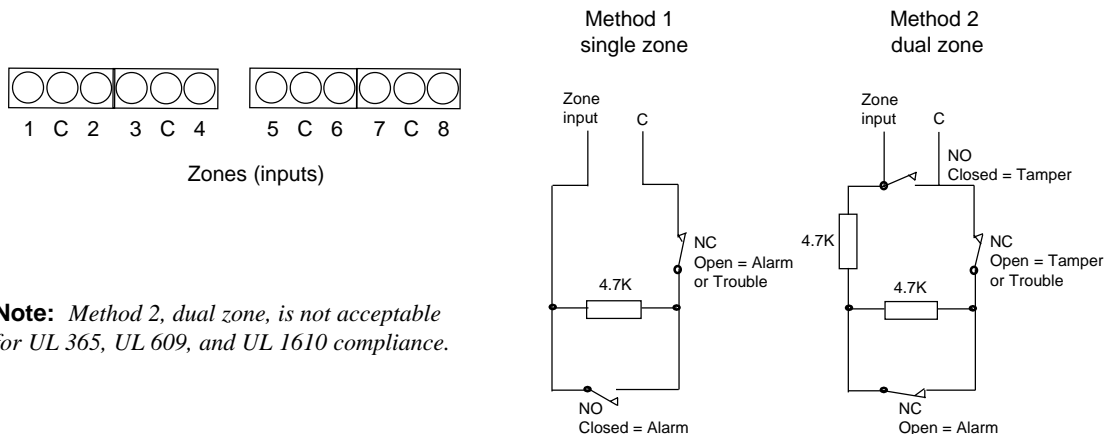 Method 1
single zone
Method 2
dual zone
1 C 2 3 C 4 5 C 6 7 C 8
Zones (inputs)
Zone
input
C
NC
Open = Alarm
or Trouble
4.7K
NO
Closed = Alarm
Zone
input
C
NO
Closed = Tamper
4.7K
NC
Open = Tamper
or Trouble
4.7K
NC
Open = Alarm
Note: Method 2, dual zone, is not acceptable
for UL 365, UL 609, and UL 1610 compliance.